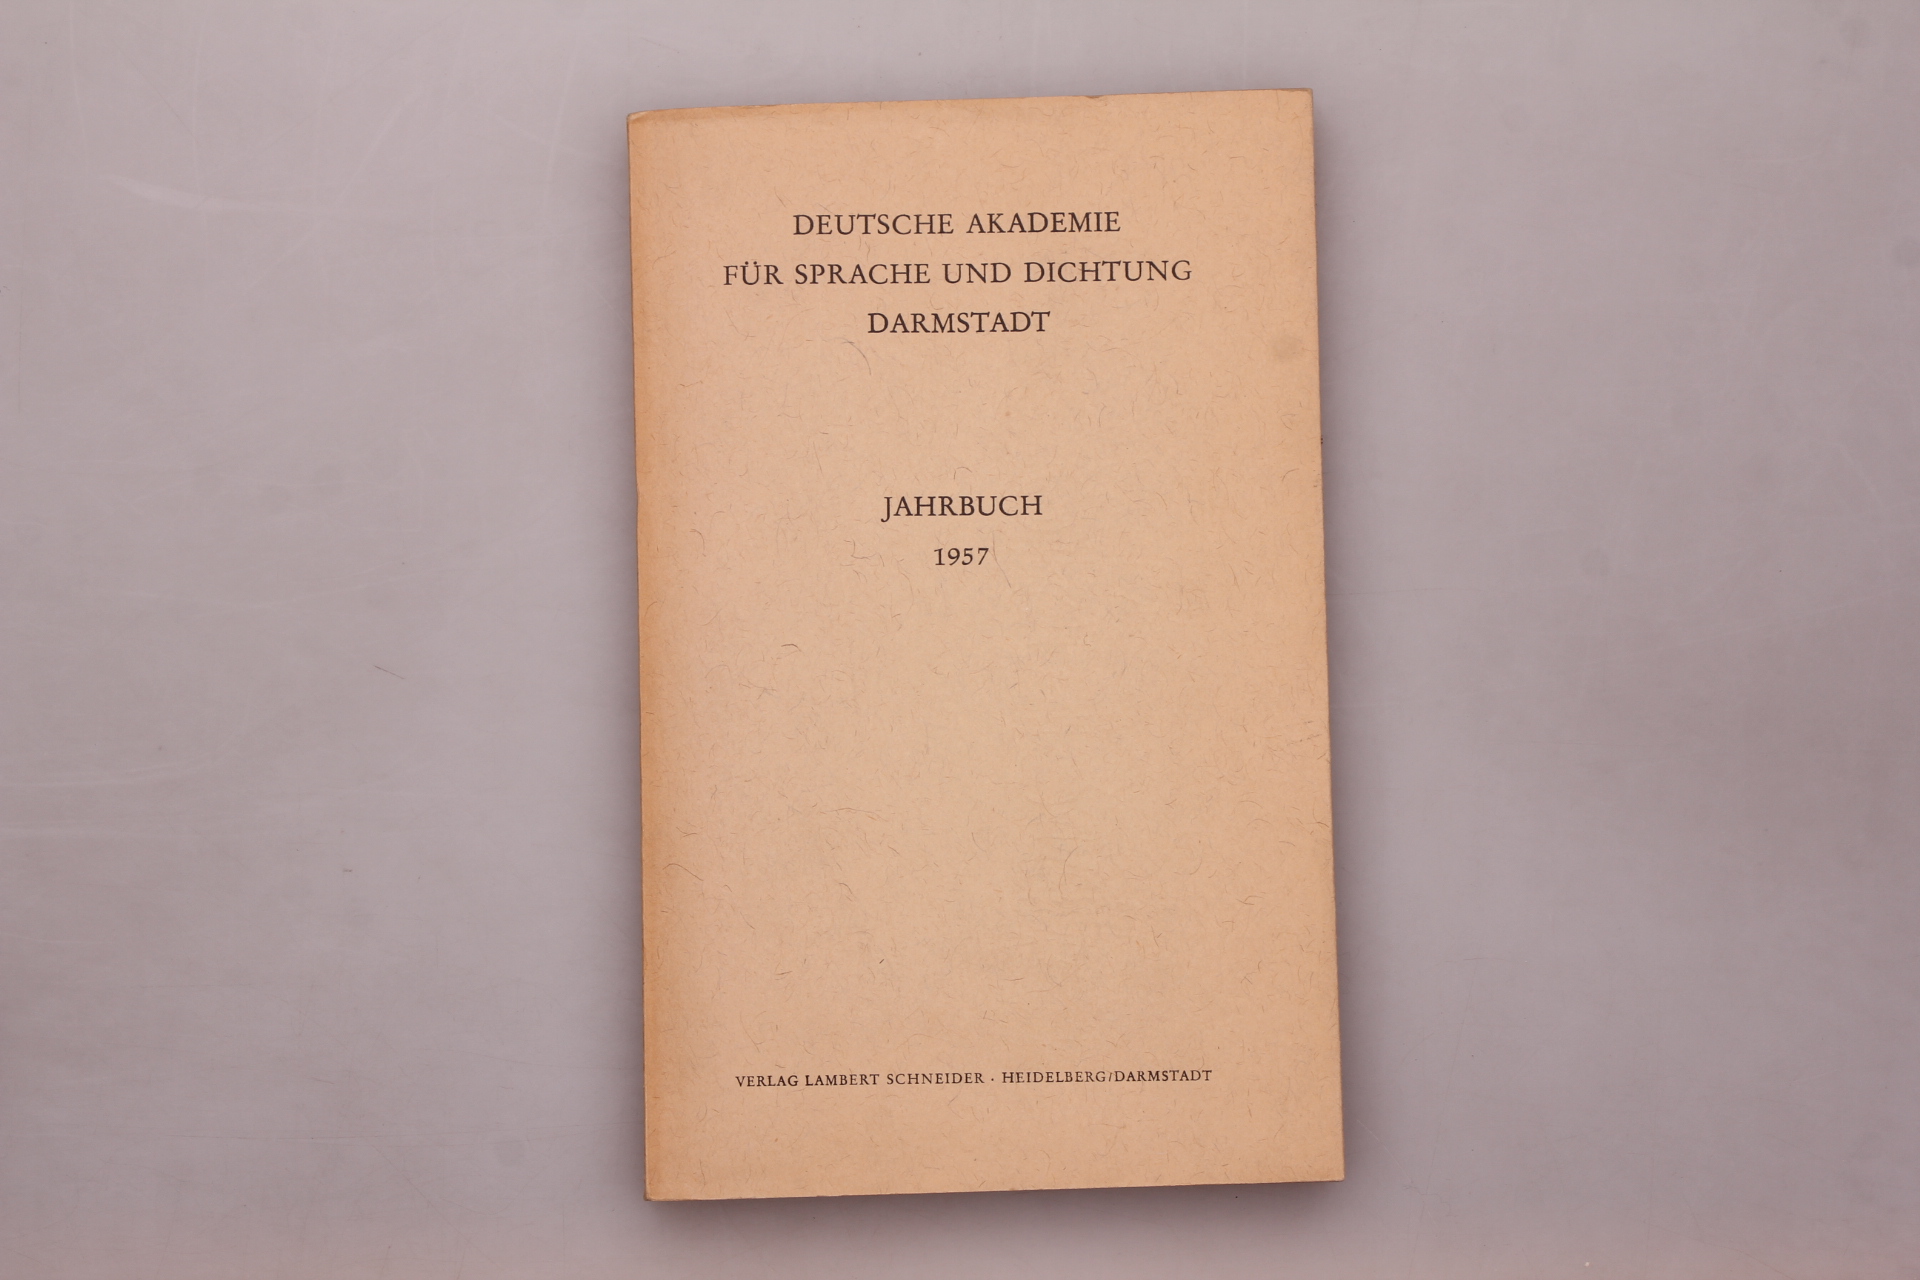 DEUTSCHE AKADEMIE
FÜR SPRACHE UND DICHTUNG
DARMSTADT
JAHRBUCH
1957
VERLAG LAMBERT SCHNEIDER · HEIDELBERG/DARMSTADT